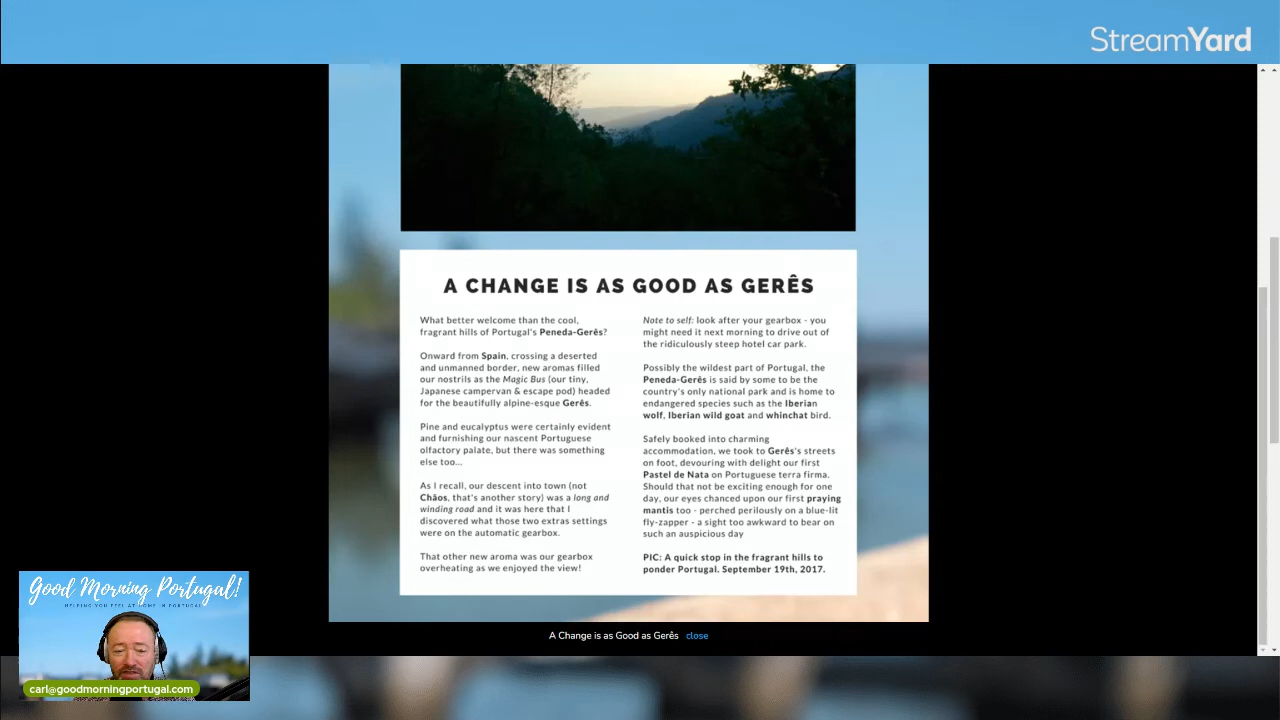 StreamYard
A CHANGE IS AS GOOD AS GERÊS
What better welcome than the cool,
fragrant hills of Portugal's Peneda-Gerês?
Onward from Spain, crossing a deserted
and unmanned border, new aromas filled
our nostrils as the Magic Bus (our tiny,
Japanese campervan & escape pod) headed
for the beautifully alpine-esque Gerês.
Pine and eucalyptus were certainly evident
and furnishing our nascent Portuguese
olfactory palate, but there was something
else too...
As I recall, our descent into town (not
Chãos, that's another story) was a long and
winding road and it was here that I
discovered what those two extras settings
were on the automatic gearbox.
That other new aroma was our gearbox
overheating as we enjoyed the view!
Note to self: look after your gearbox - you
might need it next morning to drive out of
the ridiculously steep hotel car park.
Possibly the wildest part of Portugal, the
Peneda-Gerês is said by some to be the
country's only national park and is home to
endangered species such as the Iberian
wolf, Iberian wild goat and whinchat bird.
Safely booked into charming
accommodation, we took to Gerês's streets
on foot, devouring with delight our first
Pastel de Nata on Portuguese terra firma.
Should that not be exciting enough for one
day, our eyes chanced upon our first praying
mantis too - perched perilously on a blue-lit
fly-zapper - a sight too awkward to bear on
such an auspicious day
PIC: A quick stop in the fragrant hills to
ponder Portugal. September 19th, 2017.
A Change is as Good as Gerês close
Good Morning Portugal!
HELPING YOU FEEL AT HOME IN PORTUGAL
carl@goodmorningportugal.com